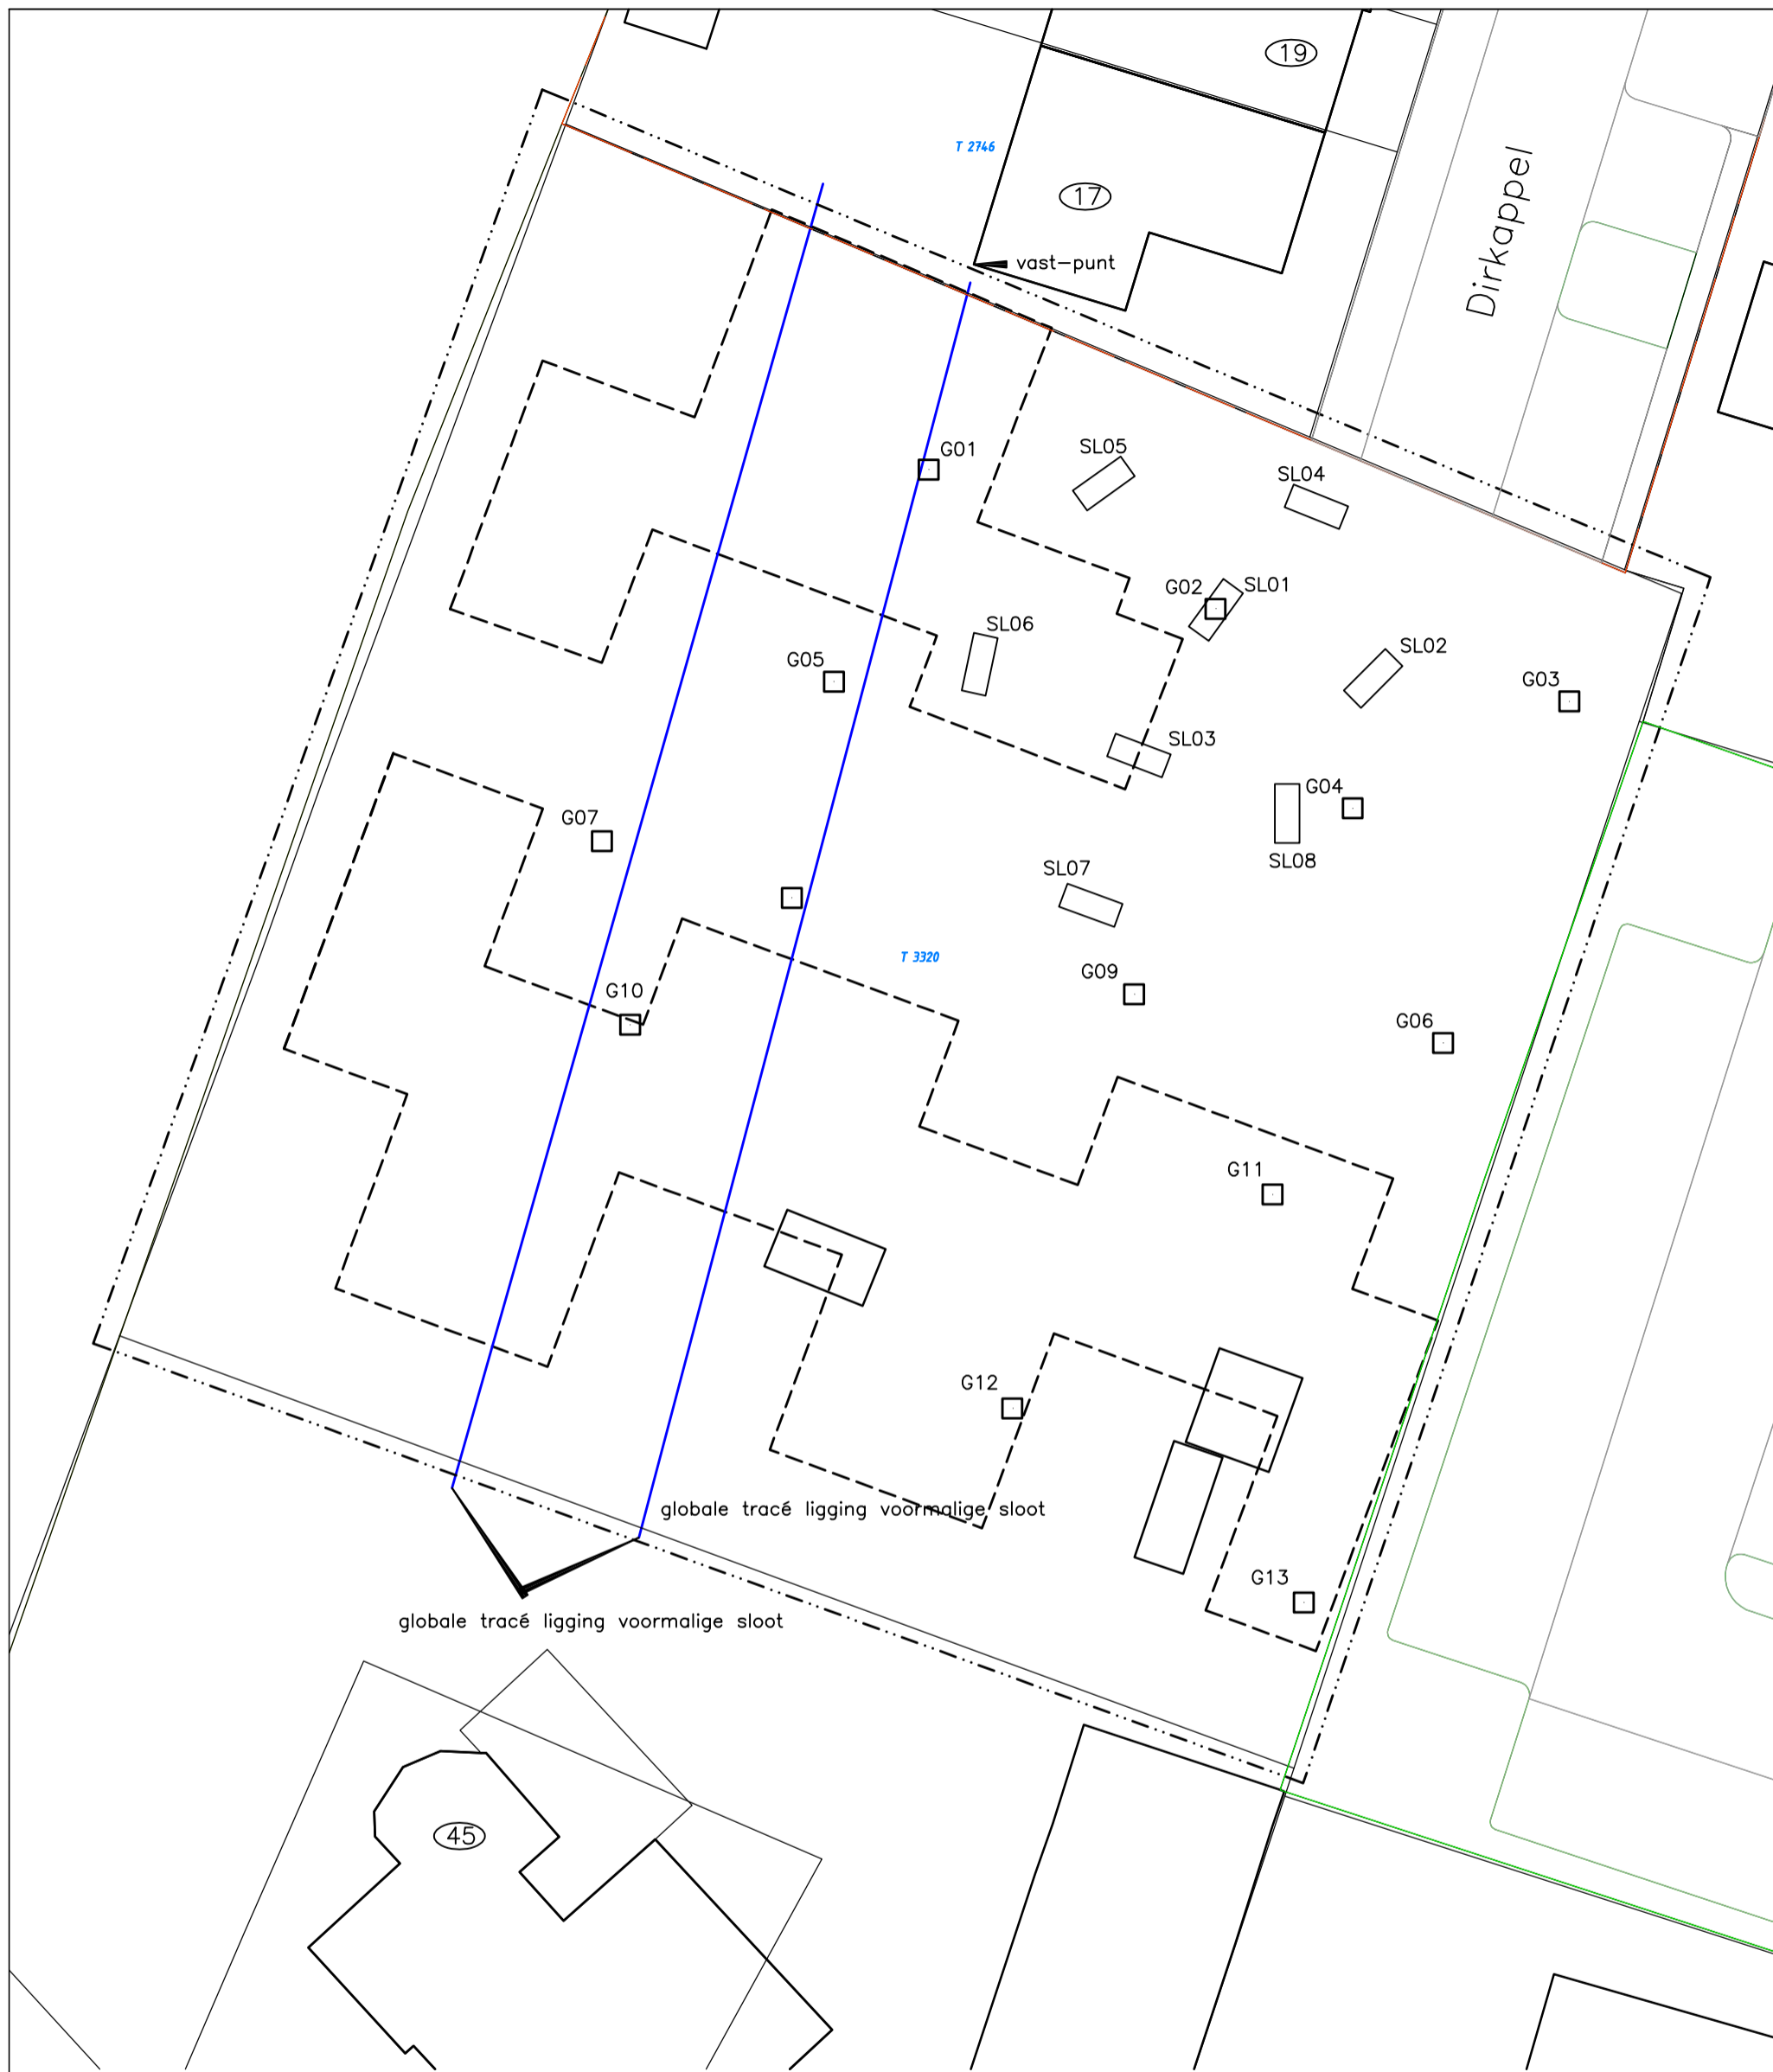 19
T 2746
17
Dirkappel
vast-punt
G01
SL05
SL04
G02
SL01
SL06
SL02
G05
G03
SL03
G04
G07
SL08
SL07
T 3320
G09
G10
G06
G11
G12
globale tracé ligging voormalige sloot
G13
globale tracé ligging voormalige sloot
45